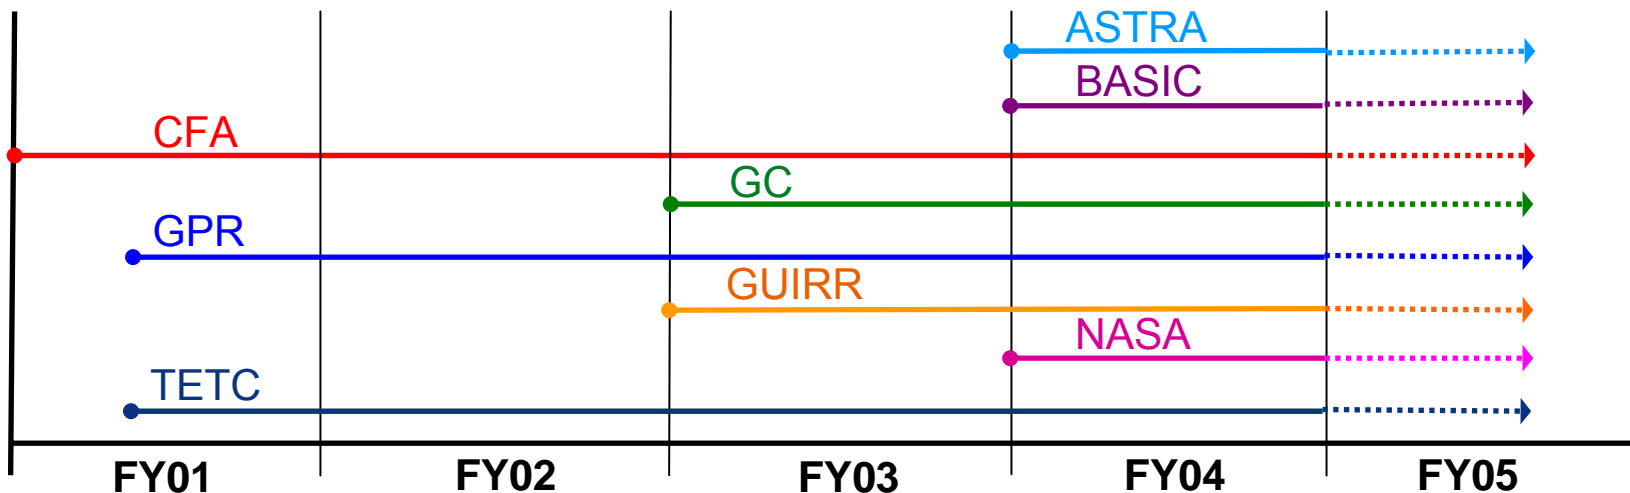 ASTRA
BASIC
CFA
GC
GPR
GUIRR
NASA
TETC
FY01 FY02 FY03 FY04 FY05